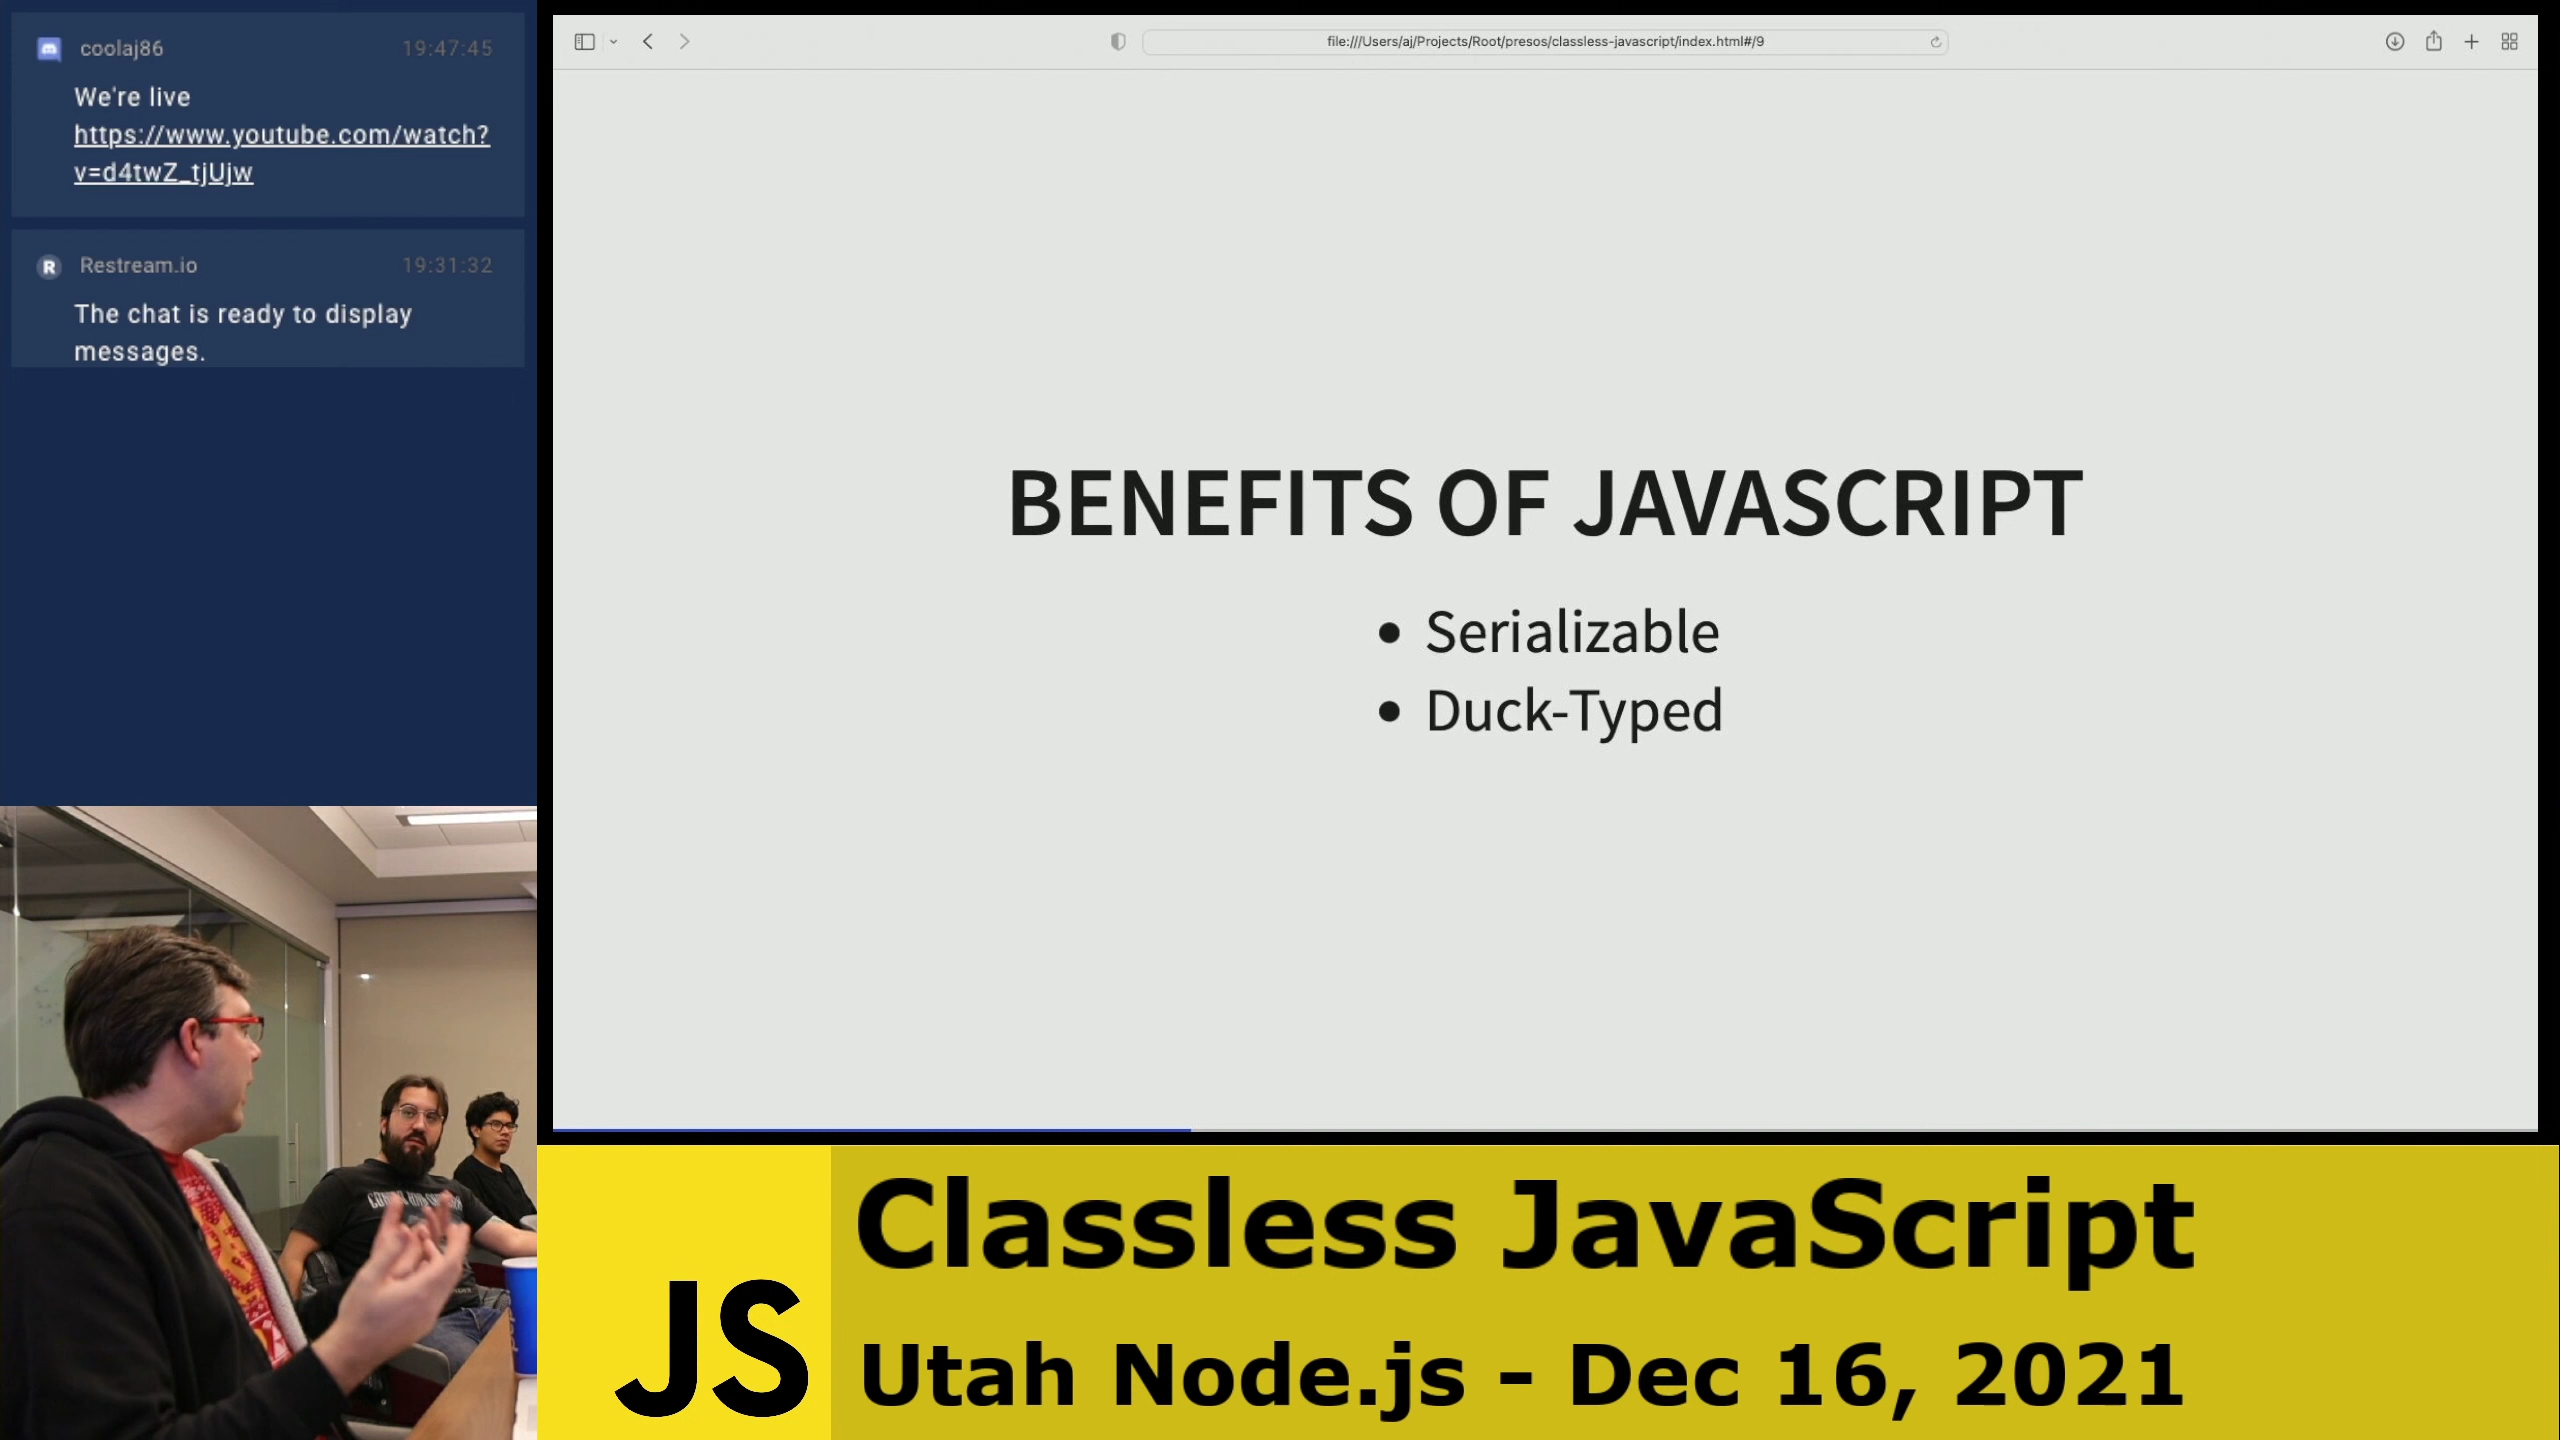 coolaj86 19:47:45
We're live
https://www.youtube.com/watch?
v=d4twZ_tjUjw
R Restream.io 19:31:32
The chat is ready to display
messages.
file:///Users/aj/Projects/Root/presos/classless-javascript/index.html#/9
BENEFITS OF JAVASCRIPT
• Serializable
• Duck-Typed
JS
Classless JavaScript
Utah Node.js - Dec 16, 2021